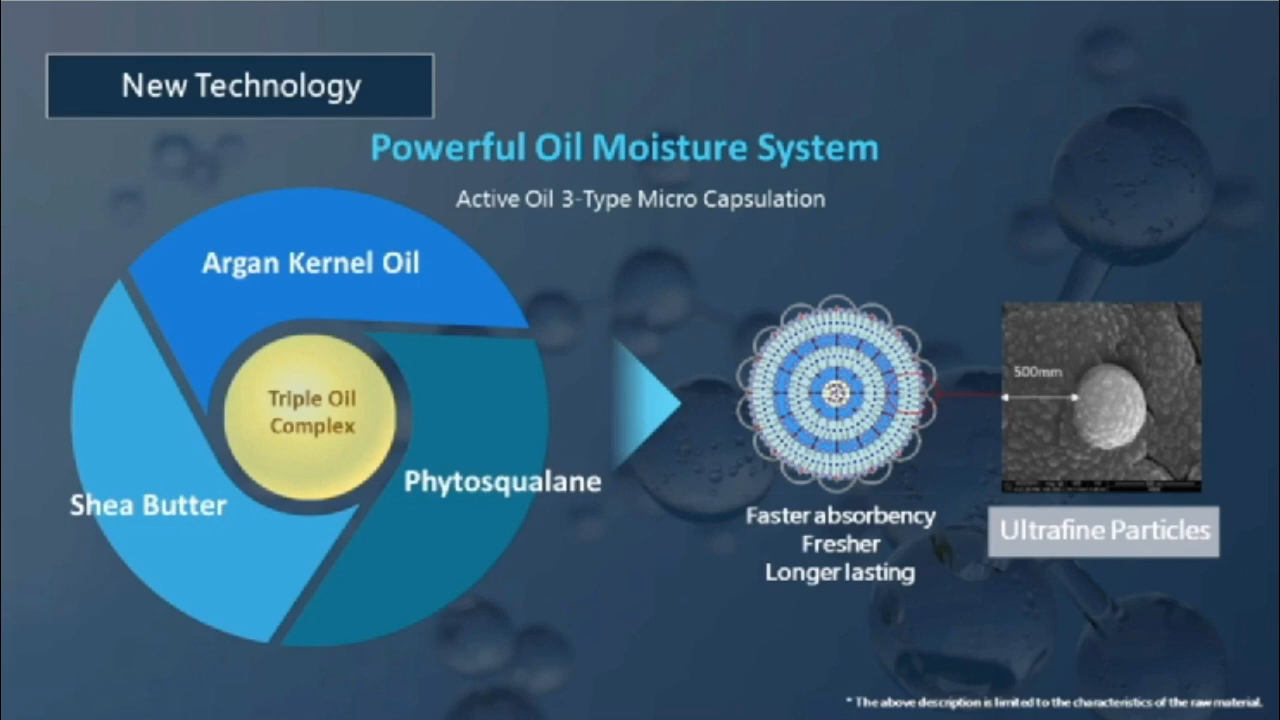 New Technology
Powerful Oil Moisture System
Active Oil 3-Type Micro Capsulation
Argan Kernel Oil
Triple Oil
Complex
Shea Butter
Phytosqualane
Faster absorbency
Fresher
Longer lasting
500mm
Ultrafine Particles
* The above description is limited to the characteristics of the raw material.